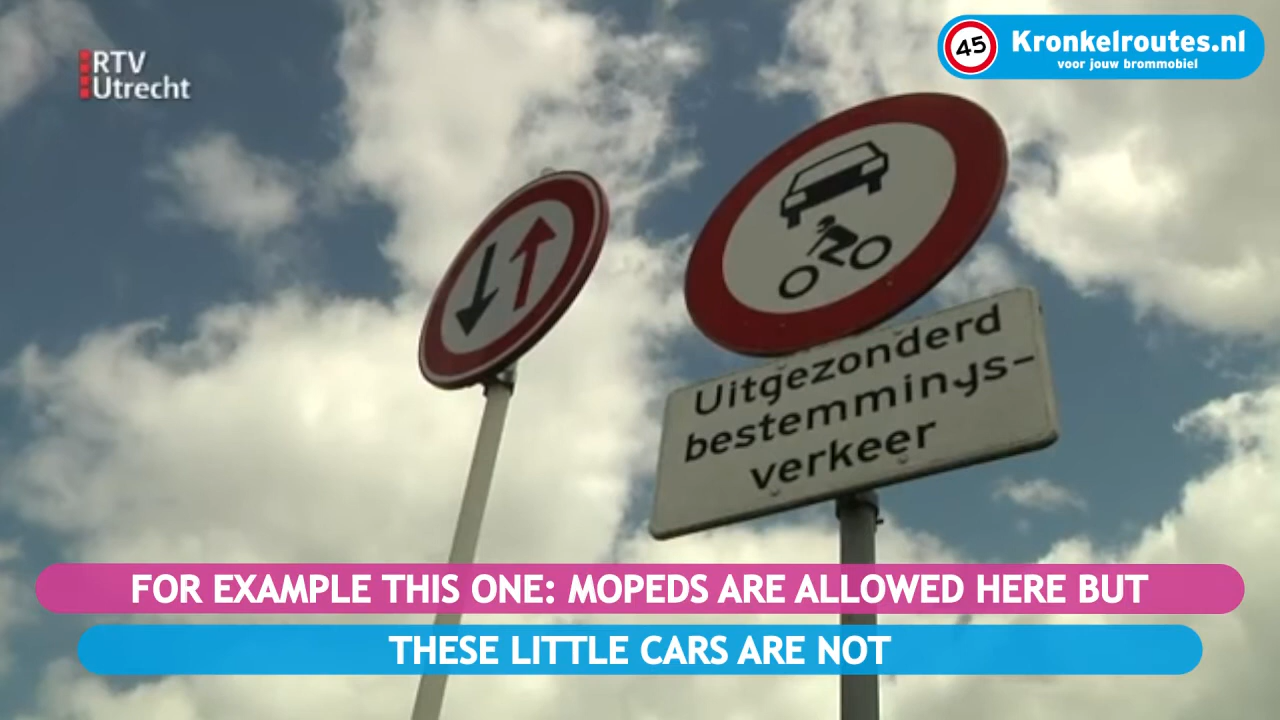 RTV
Utrecht
45
Kronkelroutes.nl
voor jouw brommobiel
Uitgezonderd
bestemmings-
verkeer
FOR EXAMPLE THIS ONE: MOPEDS ARE ALLOWED HERE BUT
THESE LITTLE CARS ARE NOT